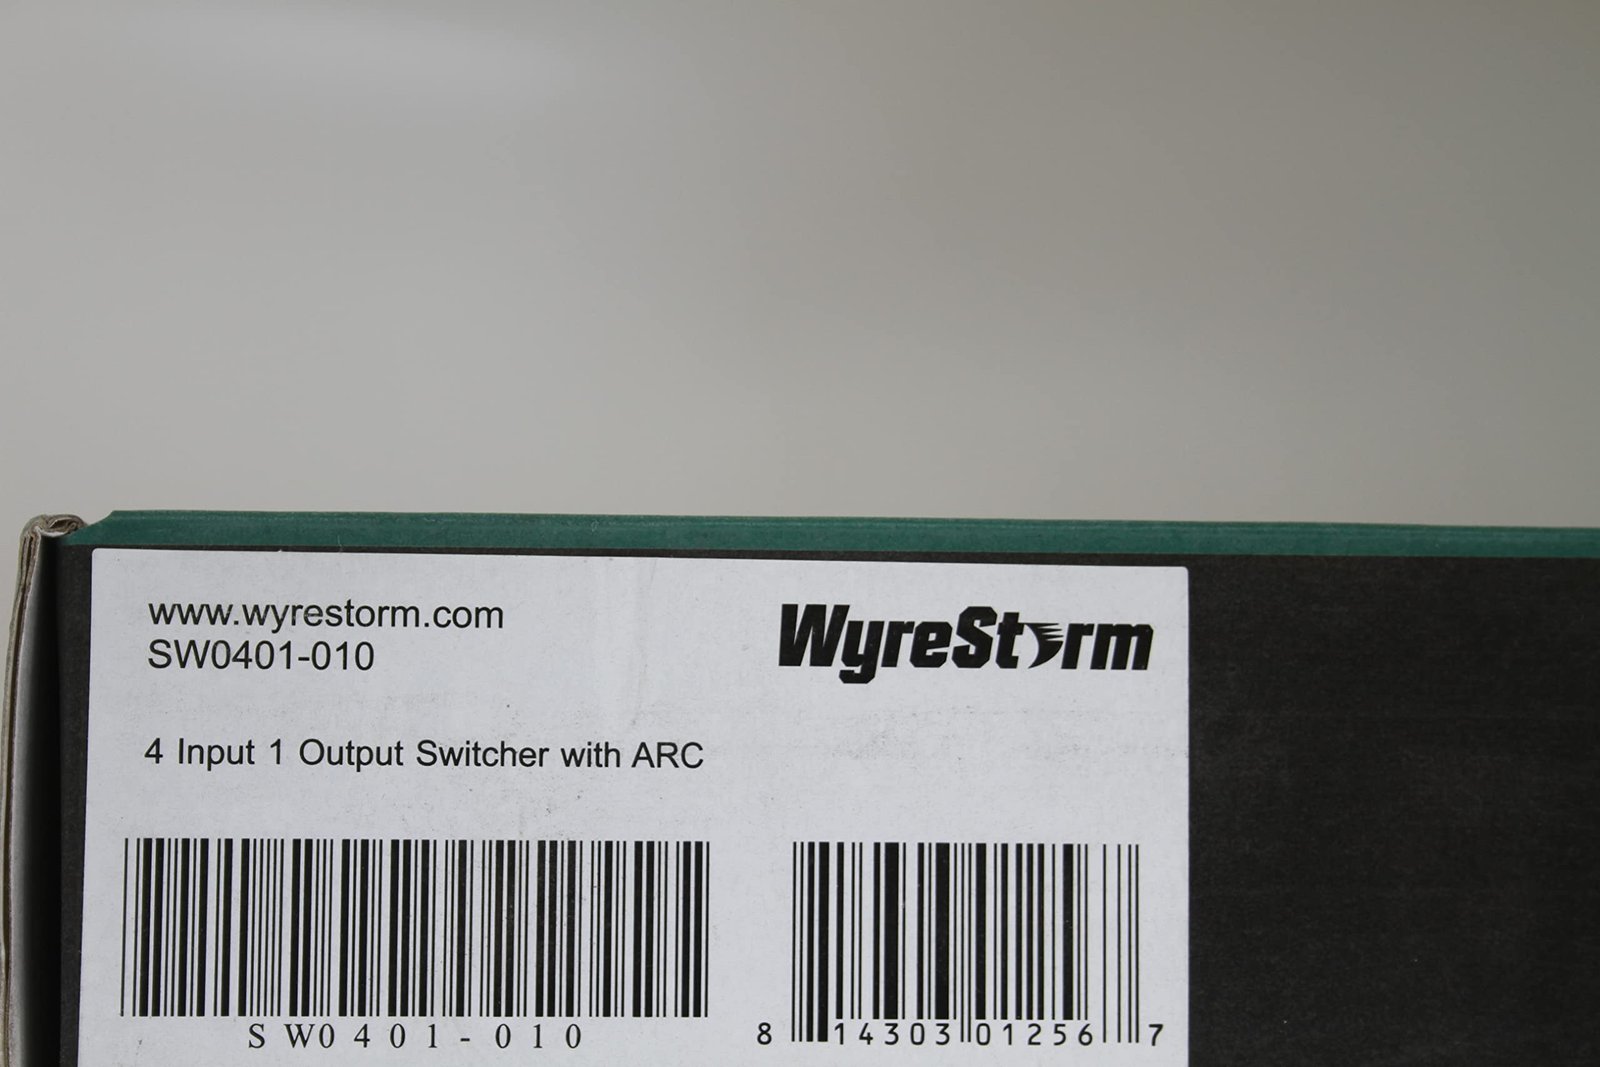 www.wyrestorm.com
SW0401-010
WyreStorm
4 Input 1 Output Switcher with ARC
SW0401-010
8 14303 01256 7